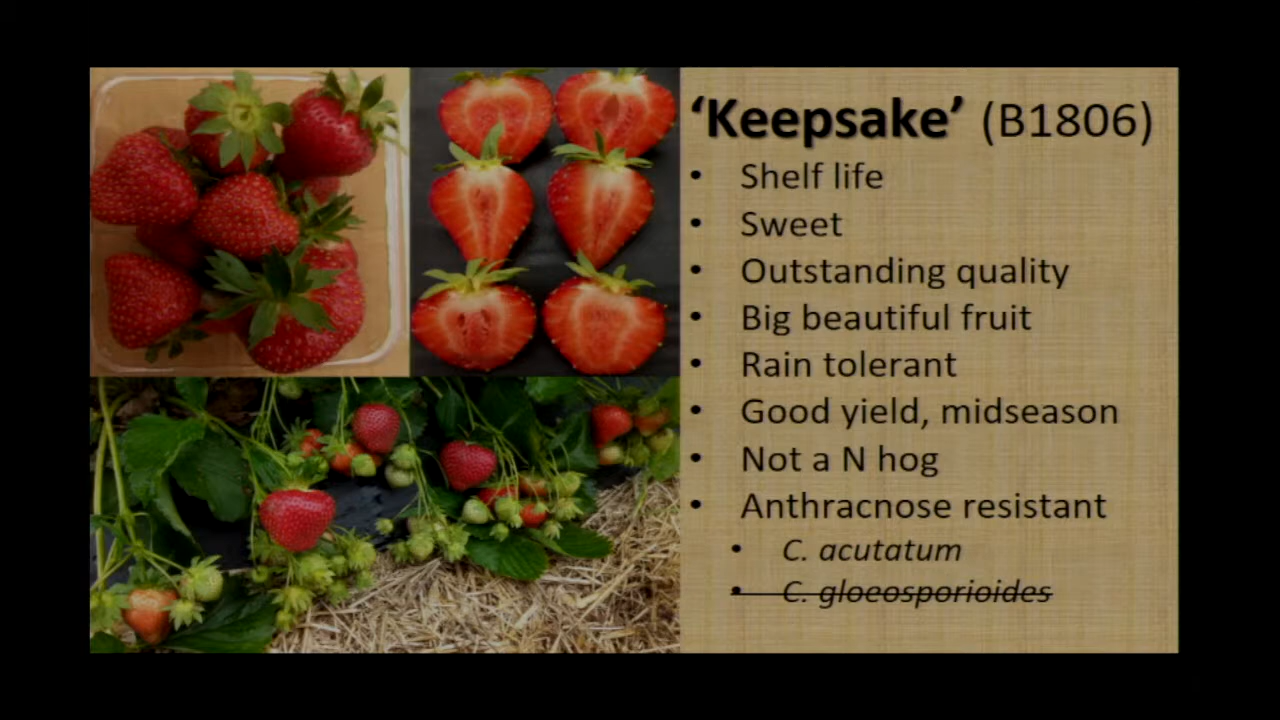 ‘Keepsake’ (B1806)
• Shelf life
• Sweet
• Outstanding quality
• Big beautiful fruit
• Rain tolerant
• Good yield, midseason
• Not a N hog
• Anthracnose resistant
• C. acutatum
• C. gloeosporioides